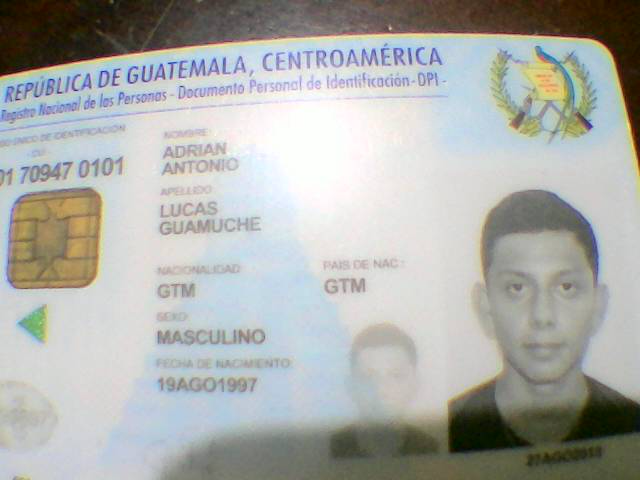 REPÚBLICA DE GUATEMALA, CENTROAMÉRICA
Registro Nacional de las Personas - Documento Personal de Identificación - DPI -
ÚNICO DE IDENTIFICACIÓN
- CUI -
01 70947 0101
NOMBRE:
ADRIAN
ANTONIO
APELLIDO:
LUCAS
GUAMUCHE
NACIONALIDAD:
GTM
PAIS DE NAC.:
GTM
SEXO:
MASCULINO
FECHA DE NACIMIENTO:
19AGO1997